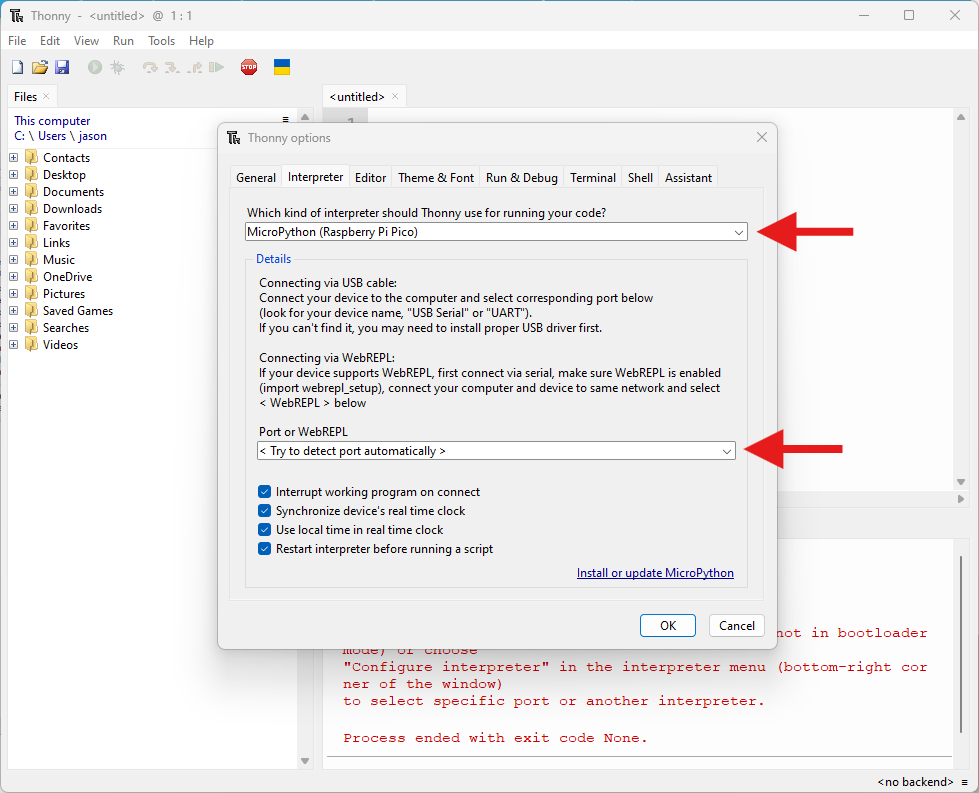 Thonny - <untitled> @ 1 : 1
File Edit View Run Tools Help
STOP
Files
<untitled>
This computer
C: \ Users \ jason
1
Contacts
Desktop
Documents
Downloads
Favorites
Links
Music
OneDrive
Pictures
Saved Games
Searches
Videos
Thonny options
General Interpreter Editor Theme & Font Run & Debug Terminal Shell Assistant
Which kind of interpreter should Thonny use for running your code?
MicroPython (Raspberry Pi Pico)
Details
Connecting via USB cable:
Connect your device to the computer and select corresponding port below
(look for your device name, "USB Serial" or "UART").
If you can't find it, you may need to install proper USB driver first.
Connecting via WebREPL:
If your device supports WebREPL, first connect via serial, make sure WebREPL is enabled
(import webrepl_setup), connect your computer and device to same network and select
< WebREPL > below
Port or WebREPL
< Try to detect port automatically >
Interrupt working program on connect
Synchronize device's real time clock
Use local time in real time clock
Restart interpreter before running a script
Install or update MicroPython
OK Cancel
not in bootloader
mode) or choose
"Configure interpreter" in the interpreter menu (bottom-right cor
ner of the window)
to select specific port or another interpreter.
Process ended with exit code None.
<no backend> ≡